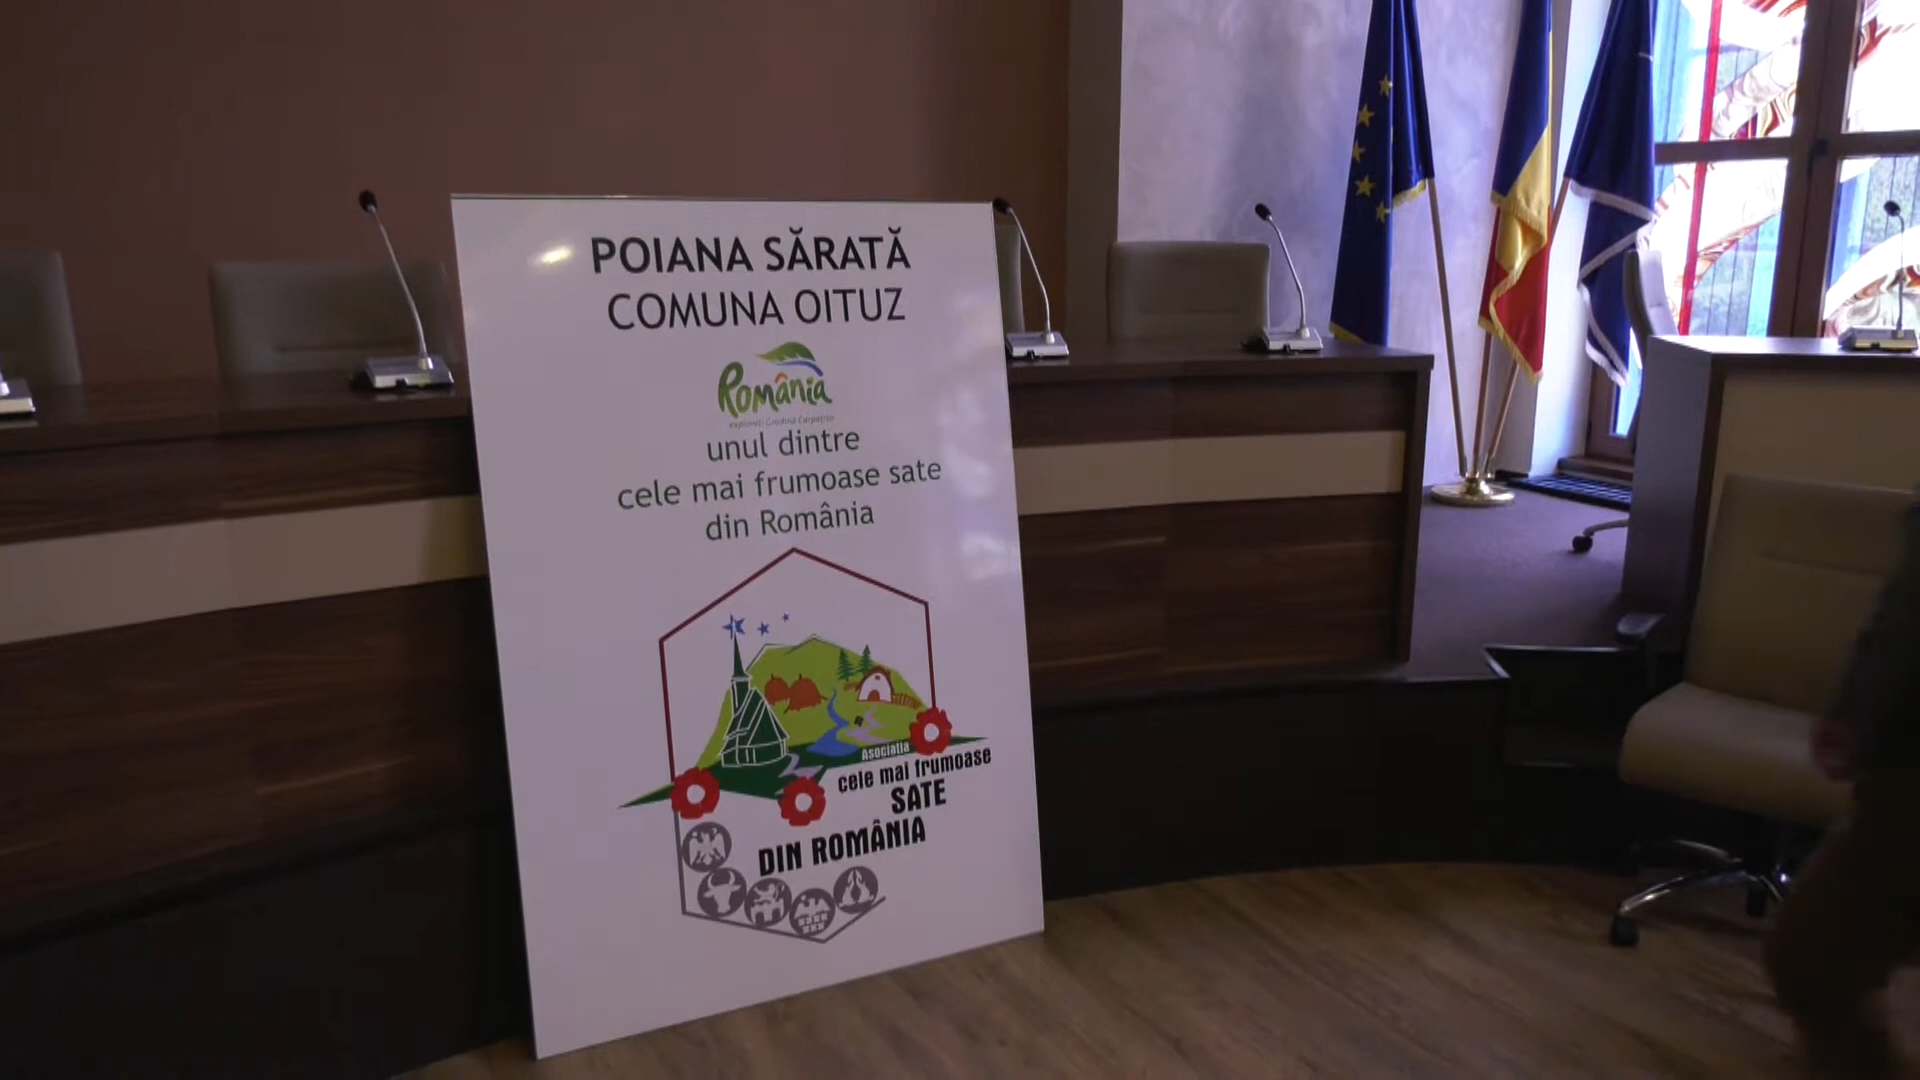 POIANA SĂRATĂ
COMUNA OITUZ
România
explorați Grădina Carpaților
unul dintre
cele mai frumoase sate
din România
Asociația
cele mai frumoase
SATE
DIN ROMÂNIA